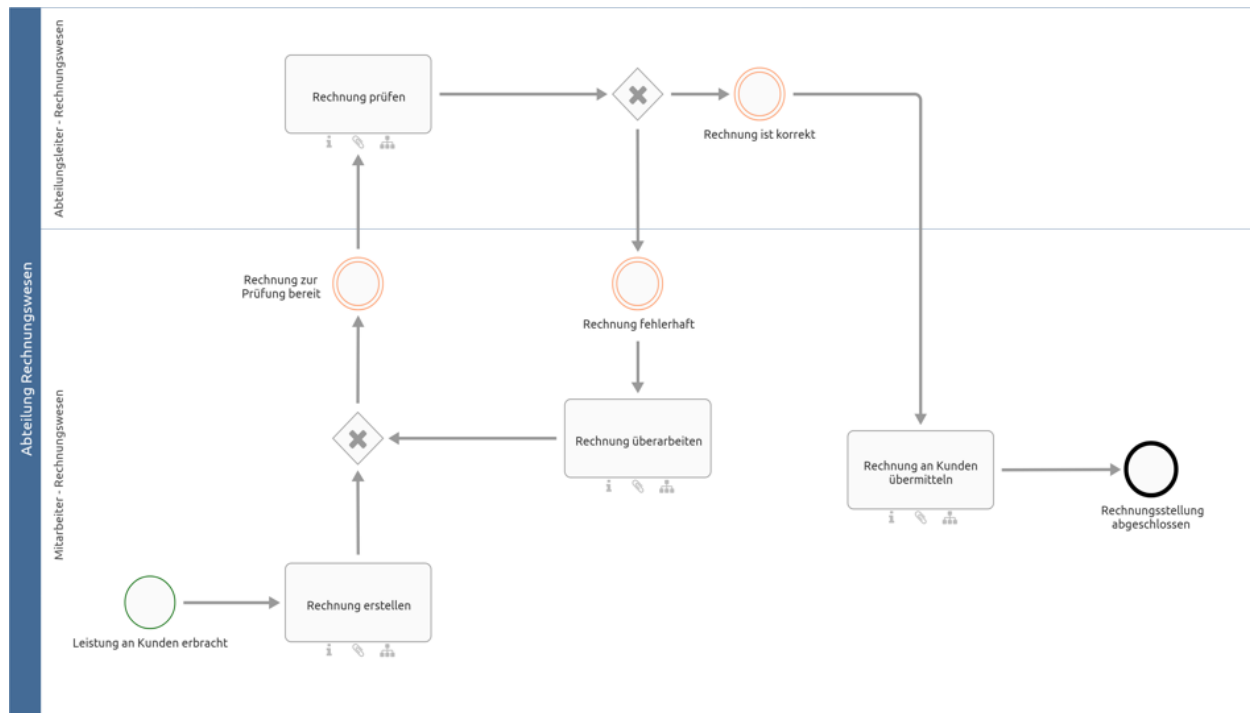 Abteilung Rechnungswesen
Abteilungsleiter - Rechnungswesen
Rechnung prüfen
Rechnung ist korrekt
Mitarbeiter - Rechnungswesen
Rechnung zur
Prüfung bereit
Rechnung fehlerhaft
Rechnung überarbeiten
Rechnung an Kunden
übermitteln
Rechnungsstellung
abgeschlossen
Rechnung erstellen
Leistung an Kunden erbracht